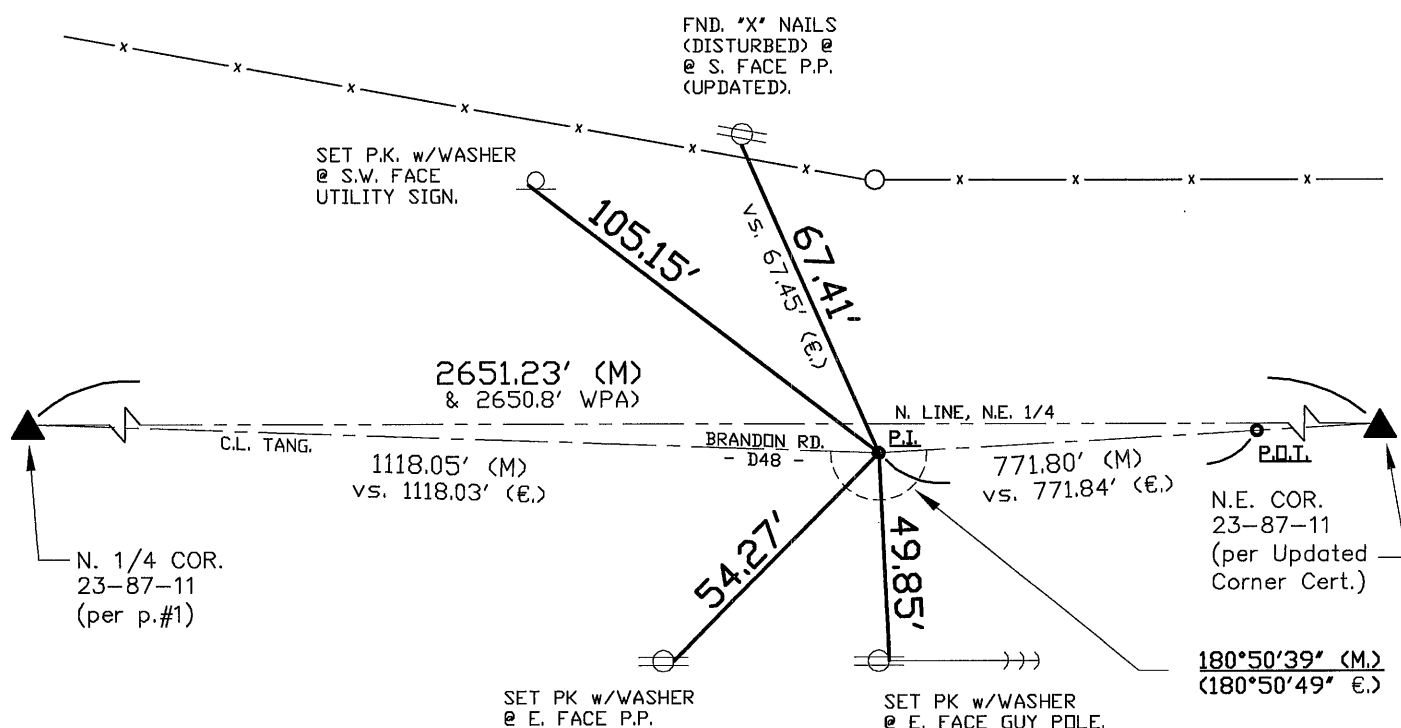 FND. "X" NAILS
(DISTURBED) @
@ S. FACE P.P.
(UPDATED).
SET P.K. w/WASHER
@ S.W. FACE
UTILITY SIGN.
105.15'
67.41'
vs. 67.45' (€.)
2651.23' (M)
& 2650.8' WPA)
N. LINE, N.E. 1/4
C.L. TANG.
BRANDON RD.
- D48 -
P.I.
P.O.T.
1118.05' (M)
vs. 1118.03' (€.)
771.80' (M)
vs. 771.84' (€.)
N. 1/4 COR.
23-87-11
(per p.#1)
N.E. COR.
23-87-11
(per Updated
Corner Cert.)
54.27'
49.85'
180°50'39" (M.)
(180°50'49" €.)
SET PK w/WASHER
@ E. FACE P.P.
SET PK w/WASHER
@ E. FACE GUY POLE.